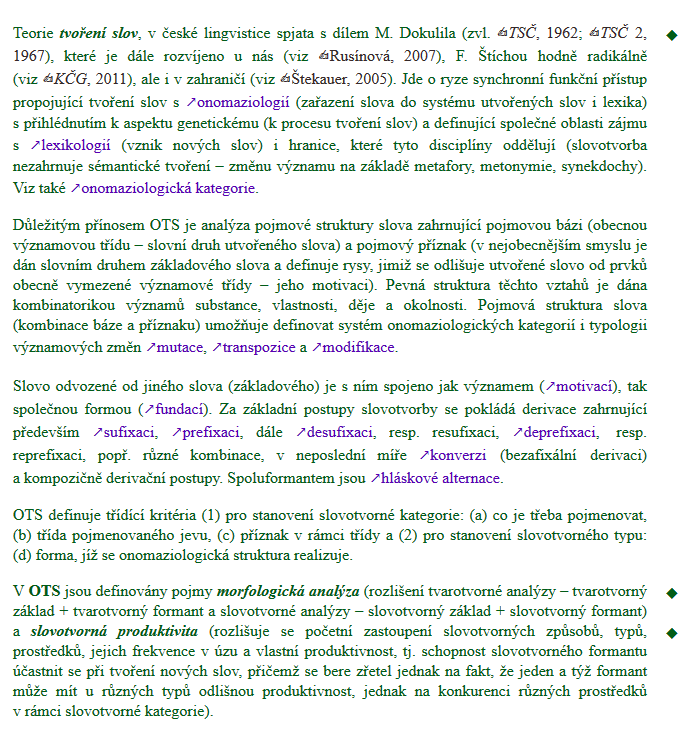 Teorie tvoření slov, v české lingvistice spjata s dílem M. Dokulila (zvl. ✍TSČ, 1962; ✍TSČ 2,
1967), které je dále rozvíjeno u nás (viz ✍Rusínová, 2007), F. Štíchou hodně radikálně
(viz ✍KČG, 2011), ale i v zahraničí (viz ✍Štekauer, 2005). Jde o ryze synchronní funkční přístup
propojující tvoření slov s ↗onomaziologií (zařazení slova do systému utvořených slov i lexika)
s přihlédnutím k aspektu genetickému (k procesu tvoření slov) a definující společné oblasti zájmu
s ↗lexikologií (vznik nových slov) i hranice, které tyto disciplíny oddělují (slovotvorba
nezahrnuje sémantické tvoření – změnu významu na základě metafory, metonymie, synekdochy).
Viz také ↗onomaziologická kategorie.
Důležitým přínosem OTS je analýza pojmové struktury slova zahrnující pojmovou bázi (obecnou
významovou třídu – slovní druh utvořeného slova) a pojmový příznak (v nejobecnějším smyslu je
dán slovním druhem základového slova a definuje rysy, jimiž se odlišuje utvořené slovo od prvků
obecně vymezené významové třídy – jeho motivaci). Pevná struktura těchto vztahů je dána
kombinatorikou významů substance, vlastnosti, děje a okolnosti. Pojmová struktura slova
(kombinace báze a příznaku) umožňuje definovat systém onomaziologických kategorií i typologii
významových změn ↗mutace, ↗transpozice a ↗modifikace.
Slovo odvozené od jiného slova (základového) je s ním spojeno jak významem (↗motivací), tak
společnou formou (↗fundací). Za základní postupy slovotvorby se pokládá derivace zahrnující
především ↗sufixaci, ↗prefixaci, dále ↗desufixaci, resp. resufixaci, ↗deprefixaci, resp.
reprefixaci, popř. různé kombinace, v neposlední míře ↗konverzi (bezafixální derivaci)
a kompozičně derivační postupy. Spoluformantem jsou ↗hláskové alternace.
OTS definuje třídící kritéria (1) pro stanovení slovotvorné kategorie: (a) co je třeba pojmenovat,
(b) třída pojmenovaného jevu, (c) příznak v rámci třídy a (2) pro stanovení slovotvorného typu:
(d) forma, jíž se onomaziologická struktura realizuje.
V OTS jsou definovány pojmy morfologická analýza (rozlišení tvarotvorné analýzy – tvarotvorný
základ + tvarotvorný formant a slovotvorné analýzy – slovotvorný základ + slovotvorný formant)
a slovotvorná produktivita (rozlišuje se početní zastoupení slovotvorných způsobů, typů,
prostředků, jejich frekvence v úzu a vlastní produktivnost, tj. schopnost slovotvorného formantu
účastnit se při tvoření nových slov, přičemž se bere zřetel jednak na fakt, že jeden a týž formant
může mít u různých typů odlišnou produktivnost, jednak na konkurenci různých prostředků
v rámci slovotvorné kategorie).